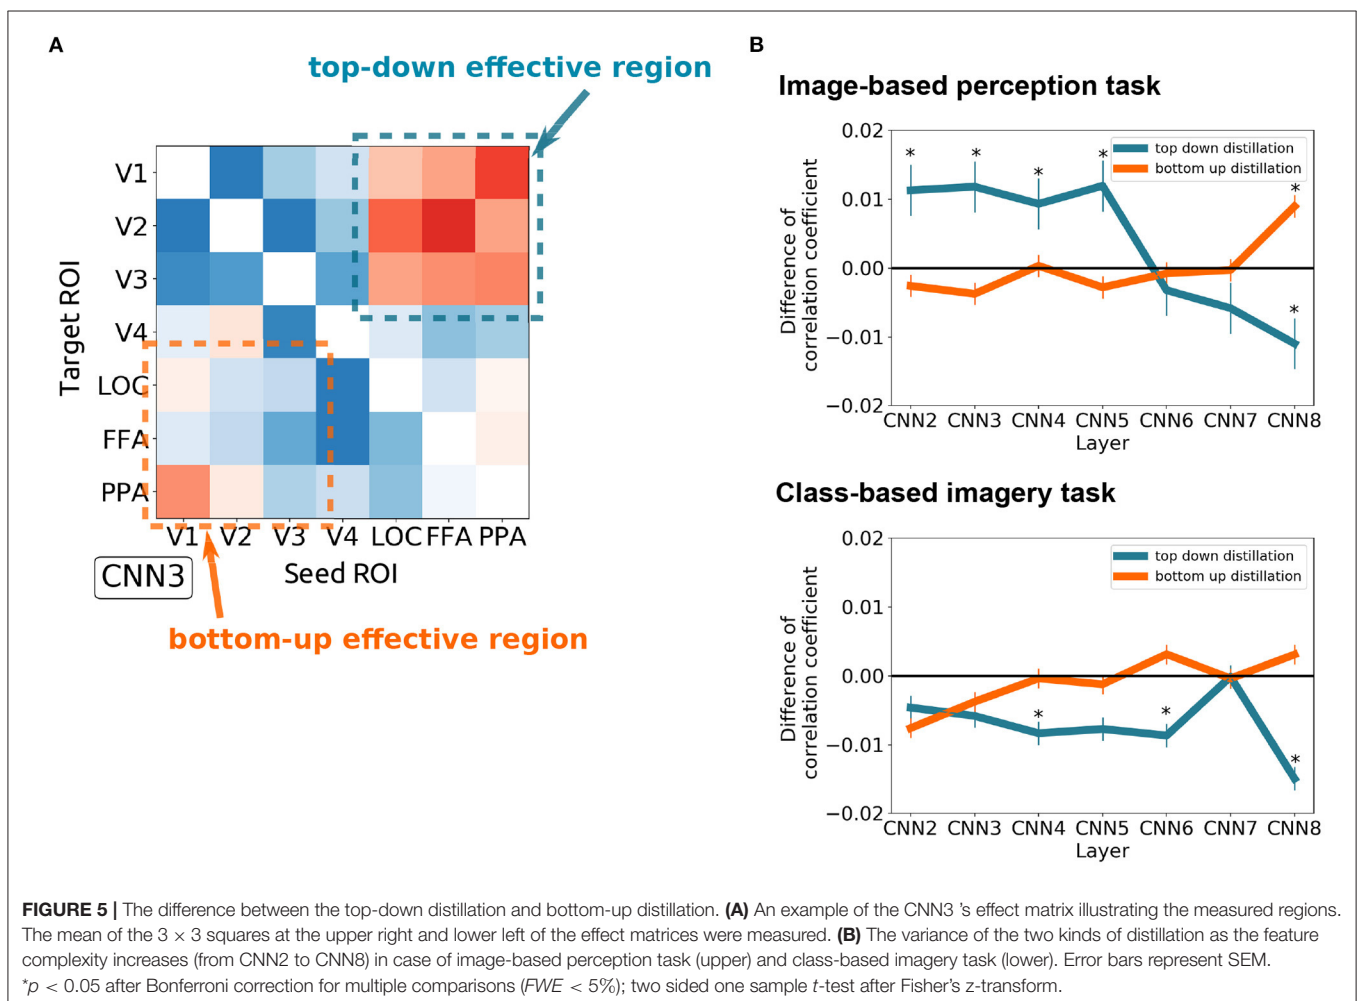 A
top-down effective region
V1
V2
V3
V4
LOC
FFA
PPA
Target ROI
V1 V2 V3 V4 LOC FFA PPA
CNN3
Seed ROI
bottom-up effective region
B
Image-based perception task
0.02
0.01
0.00
−0.01
−0.02
Difference of
correlation coefficient
top down distillation
bottom up distillation
* * * * * *
CNN2 CNN3 CNN4 CNN5 CNN6 CNN7 CNN8
Layer
Class-based imagery task
0.02
0.01
0.00
−0.01
−0.02
Difference of
correlation coefficient
top down distillation
bottom up distillation
* * *
CNN2 CNN3 CNN4 CNN5 CNN6 CNN7 CNN8
Layer
FIGURE 5 | The difference between the top-down distillation and bottom-up distillation. (A) An example of the CNN3 's effect matrix illustrating the measured regions.
The mean of the 3 × 3 squares at the upper right and lower left of the effect matrices were measured. (B) The variance of the two kinds of distillation as the feature
complexity increases (from CNN2 to CNN8) in case of image-based perception task (upper) and class-based imagery task (lower). Error bars represent SEM.
*p < 0.05 after Bonferroni correction for multiple comparisons (FWE < 5%); two sided one sample t-test after Fisher's z-transform.